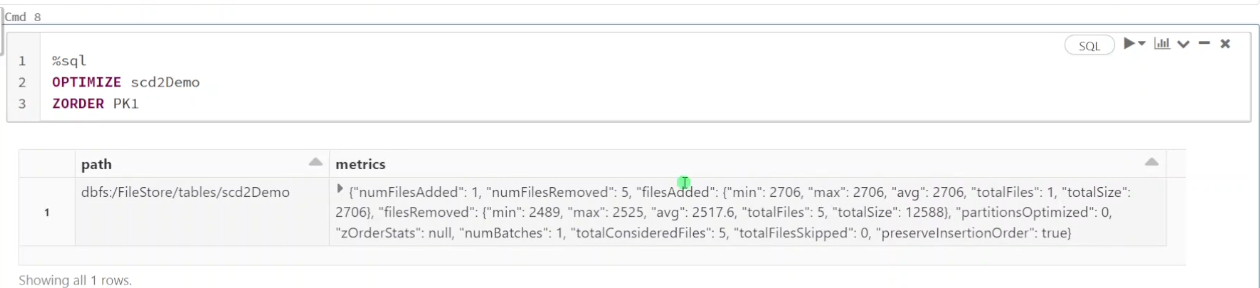 Cmd 8
SQL
1 %sql
2 OPTIMIZE scd2Demo
3 ZORDER PK1
path metrics
1 dbfs:/FileStore/tables/scd2Demo {"numFilesAdded": 1, "numFilesRemoved": 5, "filesAdded": {"min": 2706, "max": 2706, "avg": 2706, "totalFiles": 1, "totalSize":
2706}, "filesRemoved": {"min": 2489, "max": 2525, "avg": 2517.6, "totalFiles": 5, "totalSize": 12588}, "partitionsOptimized": 0,
"zOrderStats": null, "numBatches": 1, "totalConsideredFiles": 5, "totalFilesSkipped": 0, "preserveInsertionOrder": true}
Showing all 1 rows.